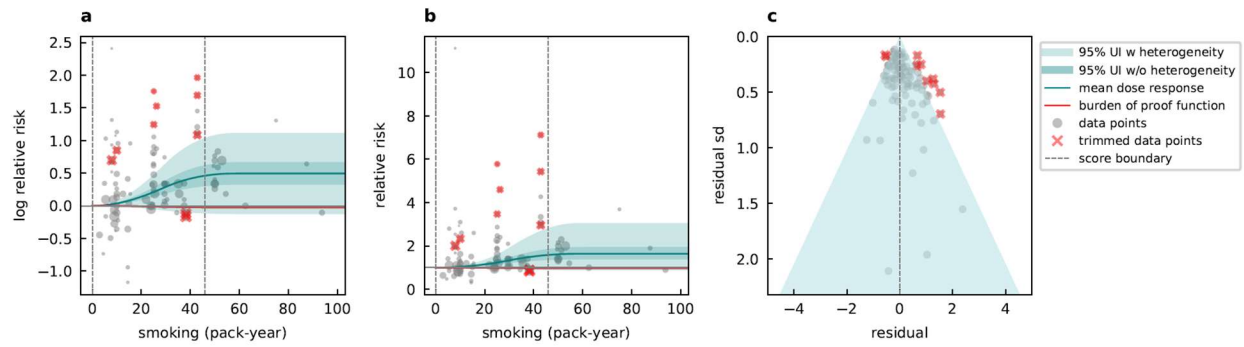 a
2.5
2.0
1.5
1.0
0.5
0.0
−0.5
−1.0
0 20 40 60 80 100
log relative risk
smoking (pack-year)
b
10
8
6
4
2
0
0 20 40 60 80 100
relative risk
smoking (pack-year)
c
0.0
0.5
1.0
1.5
2.0
−4 −2 0 2 4
residual sd
residual
95% UI w heterogeneity
95% UI w/o heterogeneity
mean dose response
burden of proof function
data points
trimmed data points
score boundary